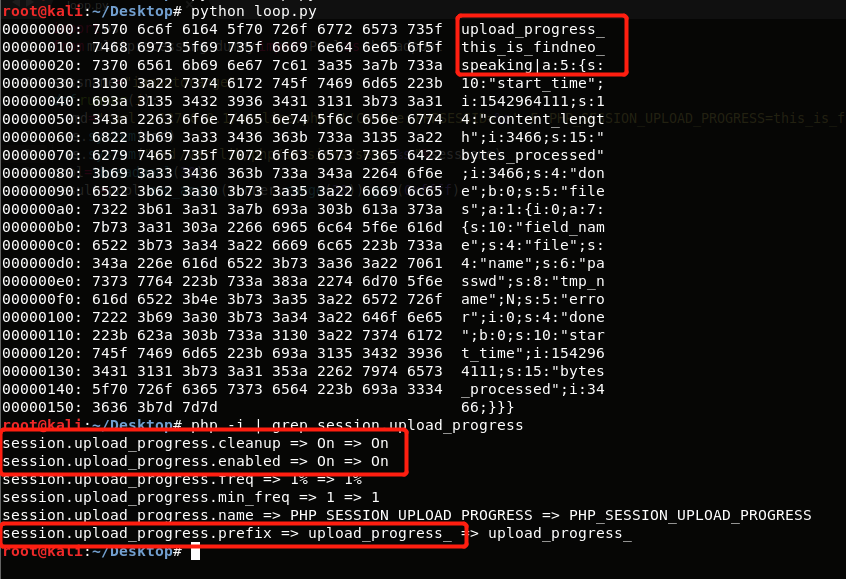 root@kali:~/Desktop# python loop.py
00000000: 7570 6c6f 6164 5f70 726f 6772 6573 735f  upload_progress_
00000010: 7468 6973 5f69 735f 6669 6e64 6e65 6f5f  this_is_findneo_
00000020: 7370 6561 6b69 6e67 7c61 3a35 3a7b 733a  speaking|a:5:{s:
00000030: 3130 3a22 7374 6172 745f 7469 6d65 223b  10:"start_time";
00000040: 693a 3135 3432 3936 3431 3131 3b73 3a31  i:1542964111;s:1
00000050: 343a 2263 6f6e 7465 6e74 5f6c 656e 6774  4:"content_lengt
00000060: 6822 3b69 3a33 3436 363b 733a 3135 3a22  h";i:3466;s:15:"
00000070: 6279 7465 735f 7072 6f63 6573 7365 6422  bytes_processed"
00000080: 3b69 3a33 3436 363b 733a 343a 2264 6f6e  ;i:3466;s:4:"don
00000090: 6522 3b62 3a30 3b73 3a35 3a22 6669 6c65  e";b:0;s:5:"file
000000a0: 7322 3b61 3a31 3a7b 693a 303b 613a 373a  s";a:1:{i:0;a:7:
000000b0: 7b73 3a31 303a 2266 6965 6c64 5f6e 616d  {s:10:"field_nam
000000c0: 6522 3b73 3a34 3a22 6669 6c65 223b 733a  e";s:4:"file";s:
000000d0: 343a 226e 616d 6522 3b73 3a36 3a22 7061  4:"name";s:6:"pa
000000e0: 7373 7764 223b 733a 383a 2274 6d70 5f6e  sswd";s:8:"tmp_n
000000f0: 616d 6522 3b4e 3b73 3a35 3a22 6572 726f  ame";N;s:5:"erro
00000100: 7222 3b69 3a30 3b73 3a34 3a22 646f 6e65  r";i:0;s:4:"done
00000110: 223b 623a 303b 733a 3130 3a22 7374 6172  ";b:0;s:10:"star
00000120: 745f 7469 6d65 223b 693a 3135 3432 3936  t_time";i:154296
00000130: 3431 3131 3b73 3a31 353a 2262 7974 6573  4111;s:15:"bytes
00000140: 5f70 726f 6365 7373 6564 223b 693a 3334  _processed";i:34
00000150: 3636 3b7d 7d7d  66;}}}
root@kali:~/Desktop# php -i | grep session.upload_progress
session.upload_progress.cleanup => On => On
session.upload_progress.enabled => On => On
session.upload_progress.freq => 1% => 1%
session.upload_progress.min_freq => 1 => 1
session.upload_progress.name => PHP_SESSION_UPLOAD_PROGRESS => PHP_SESSION_UPLOAD_PROGRESS
session.upload_progress.prefix => upload_progress_ => upload_progress_
root@kali:~/Desktop#